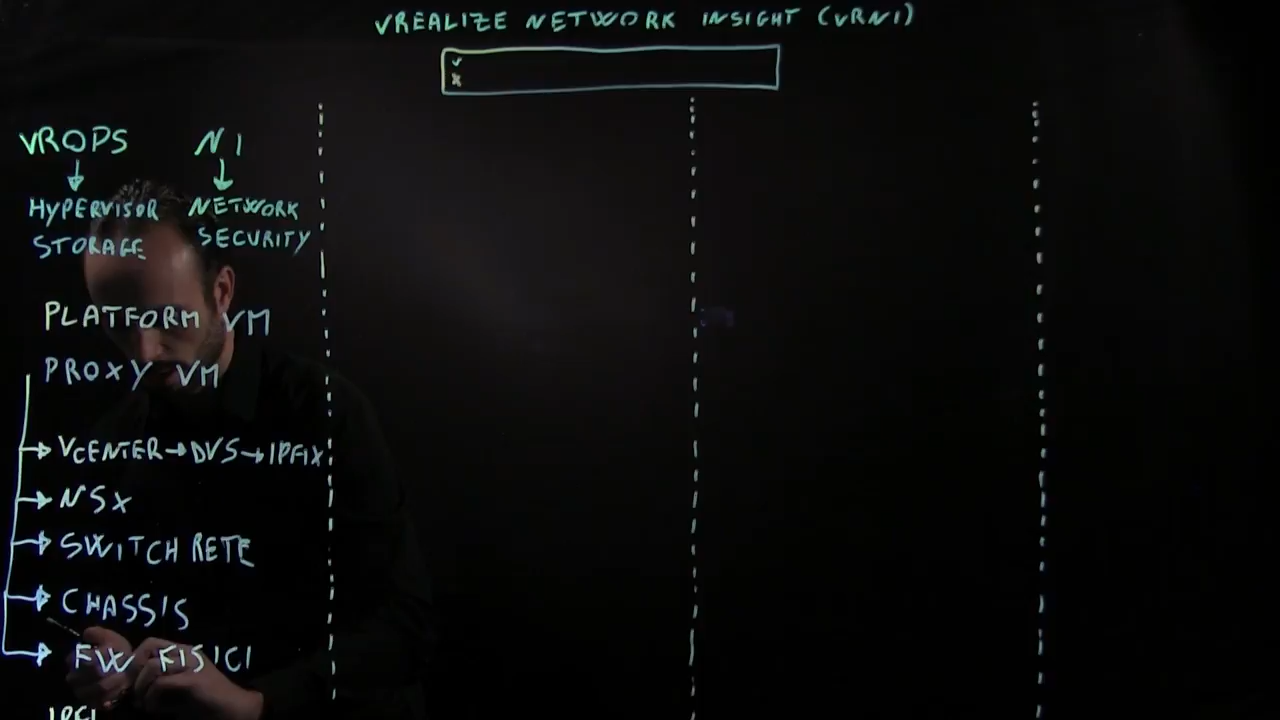 VREALIZE NETWORK INSIGHT (VRNI)
VROPS NI
HYPERVISOR NETWORK
STORAGE SECURITY
PLATFORM VM
PROXY VM
VCENTER→DVS→IPFIX
NSX
SWITCH RETE
CHASSIS
FW FISICI